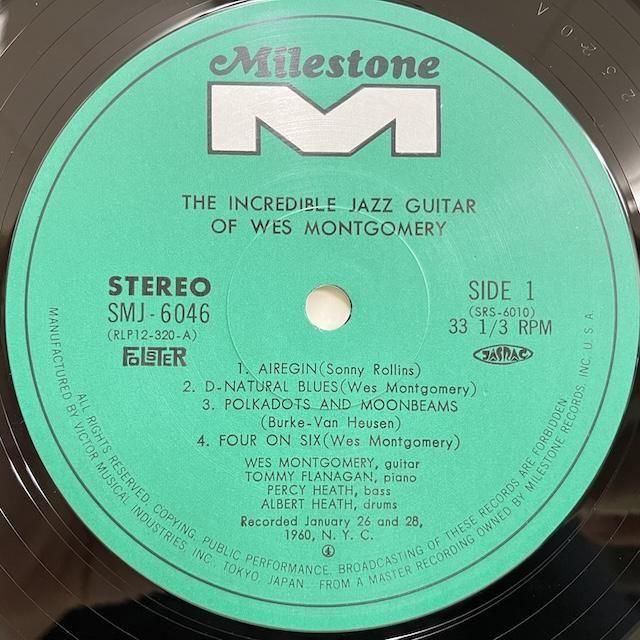 Milestone
M
THE INCREDIBLE JAZZ GUITAR
OF WES MONTGOMERY
STEREO
SMJ-6046
(RLP12-320-A)
FOLSTER
SIDE 1
(SRS-6010)
33 1/3 RPM
JASRAC
1. AIREGIN (Sonny Rollins)
2. D-NATURAL BLUES (Wes Montgomery)
3. POLKADOTS AND MOONBEAMS
(Burke-Van Heusen)
4. FOUR ON SIX (Wes Montgomery)
WES MONTGOMERY, guitar
TOMMY FLANAGAN, piano
PERCY HEATH, bass
ALBERT HEATH, drums
Recorded January 26 and 28,
1960, N. Y. C.
4
ALL RIGHTS RESERVED. COPYING, PUBLIC PERFORMANCE, BROADCASTING OF THESE RECORDS ARE FORBIDDEN
MANUFACTURED BY VICTOR MUSICAL INDUSTRIES, INC. TOKYO, JAPAN. FROM A MASTER RECORDING OWNED BY MILESTONE RECORDS, INC. U.S.A.